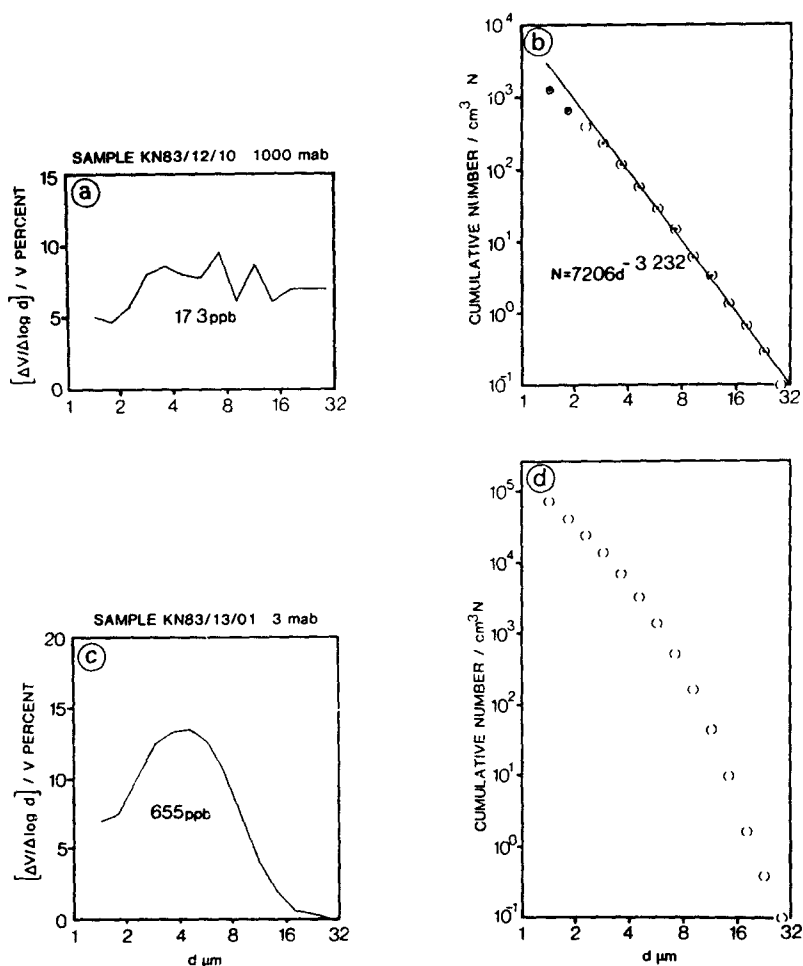 SAMPLE KN83/12/10 1000 mab
a
[ΔV/Δlog d] / V PERCENT
15
10
5
0
17 3ppb
1 2 4 8 16 32
b
CUMULATIVE NUMBER / cm³ N
10⁴
10³
10²
10¹
10⁰
10⁻¹
N=7206d⁻³ ²³²
1 2 4 8 16 32
SAMPLE KN83/13/01 3 mab
c
[ΔV/Δlog d] / V PERCENT
20
15
10
5
0
655ppb
1 2 4 8 16 32
d μm
d
CUMULATIVE NUMBER / cm³N
10⁵
10⁴
10³
10²
10¹
10⁰
10⁻¹
1 2 4 8 16 32
d μm